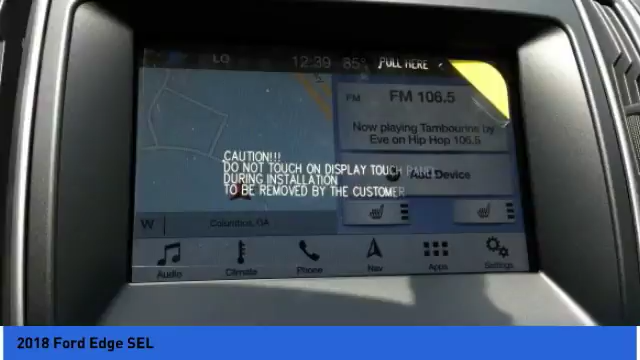 LO 12:39 85° PULL HERE
FM FM 106.5
Now playing Tambourine by
Eve on Hip Hop 106.5
CAUTION!!!
DO NOT TOUCH ON DISPLAY TOUCH PANEL
DURING INSTALLATION
TO BE REMOVED BY THE CUSTOMER
Add Device
W Columbus, GA
Audio Climate Phone Nav Apps Settings
2018 Ford Edge SEL